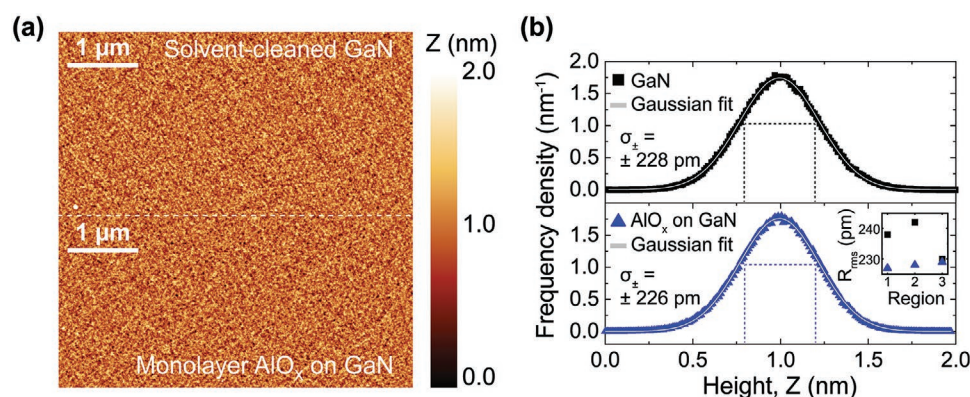 (a)
Solvent-cleaned GaN
1 µm
1 µm
Monolayer AlOₓ on GaN
Z (nm)
2.0
1.0
0.0
(b)
Frequency density (nm⁻¹)
2.0
1.5
1.0
0.5
0.0
GaN
Gaussian fit
σ± =
± 228 pm
1.5
1.0
0.5
0.0
AlOₓ on GaN
Gaussian fit
σ± =
± 226 pm
Rrms (pm)
240
230
1 2 3
Region
0.0 0.5 1.0 1.5 2.0
Height, Z (nm)